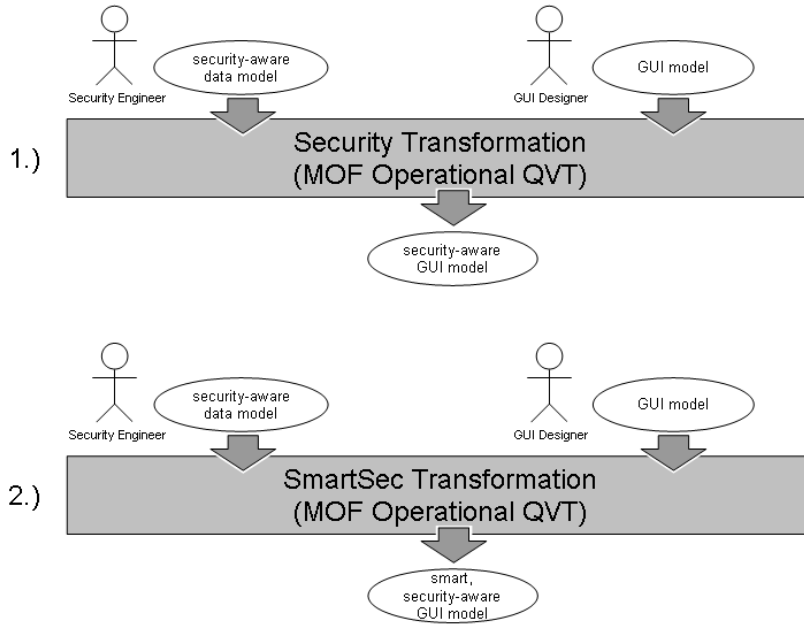 security-aware
data model
GUI model
Security Engineer
GUI Designer
1.)
Security Transformation
(MOF Operational QVT)
security-aware
GUI model
security-aware
data model
GUI model
Security Engineer
GUI Designer
2.)
SmartSec Transformation
(MOF Operational QVT)
smart,
security-aware
GUI model